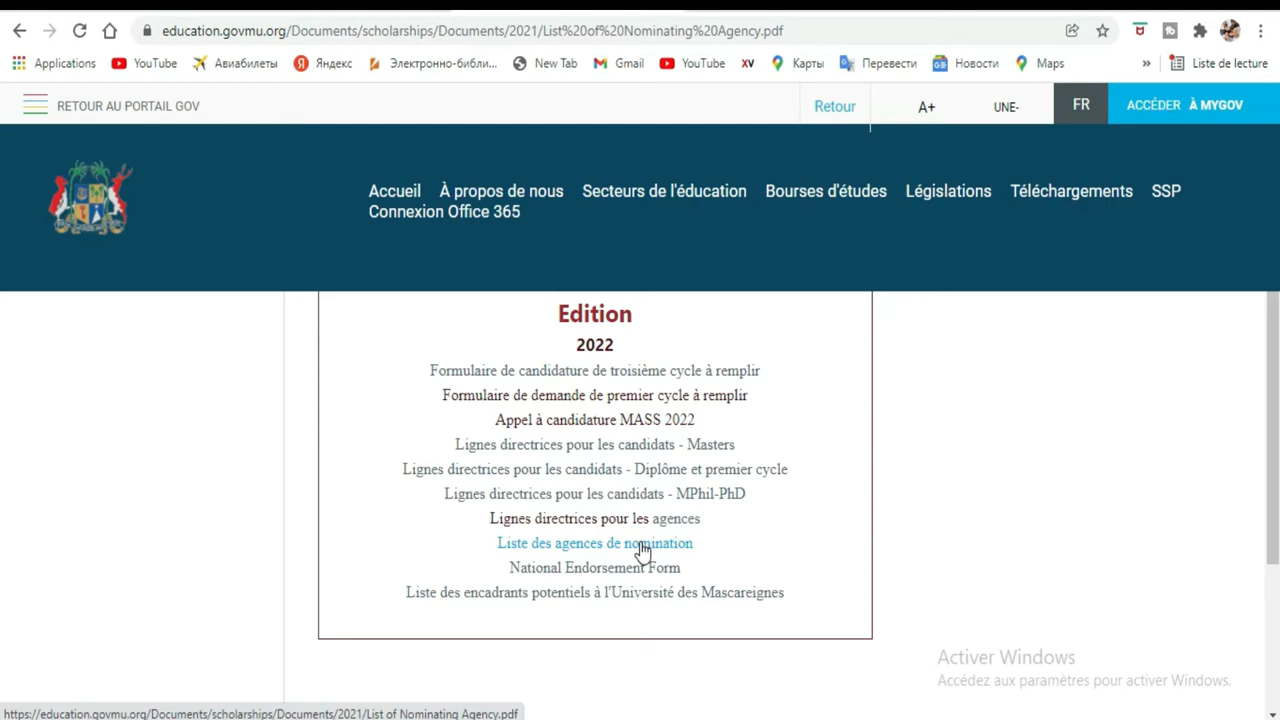 education.govmu.org/Documents/scholarships/Documents/2021/List%20of%20Nominating%20Agency.pdf
Applications YouTube Авиабилеты Яндекс Электронно-библи... New Tab Gmail YouTube XV Карты Перевести Новости Maps » Liste de lecture
RETOUR AU PORTAIL GOV Retour A+ UNE- FR ACCÉDER À MYGOV
Accueil À propos de nous Secteurs de l'éducation Bourses d'études Législations Téléchargements SSP
Connexion Office 365
Edition
2022
Formulaire de candidature de troisième cycle à remplir
Formulaire de demande de premier cycle à remplir
Appel à candidature MASS 2022
Lignes directrices pour les candidats - Masters
Lignes directrices pour les candidats - Diplôme et premier cycle
Lignes directrices pour les candidats - MPhil-PhD
Lignes directrices pour les agences
Liste des agences de nomination
National Endorsement Form
Liste des encadrants potentiels à l'Université des Mascareignes
Activer Windows
Accédez aux paramètres pour activer Windows.
https://education.govmu.org/Documents/scholarships/Documents/2021/List of Nominating Agency.pdf